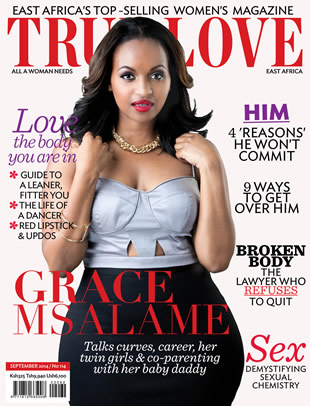 EAST AFRICA'S TOP-SELLING WOMEN'S MAGAZINE
TRUE LOVE
ALL A WOMAN NEEDS
EAST AFRICA
Love
the body
you are in
* GUIDE TO
A LEANER,
FITTER YOU
* THE LIFE OF
A DANCER
* RED LIPSTICK
& UPDOS
HIM
4 'REASONS'
HE WON'T
COMMIT
9 WAYS
TO GET
OVER HIM
BROKEN
BODY
THE
LAWYER WHO
REFUSES
TO QUIT
GRACE
MSALAME
Talks curves, career, her
twin girls & co-parenting
with her baby daddy
Sex
DEMYSTIFYING
SEXUAL
CHEMISTRY
SEPTEMBER 2014 / No 114